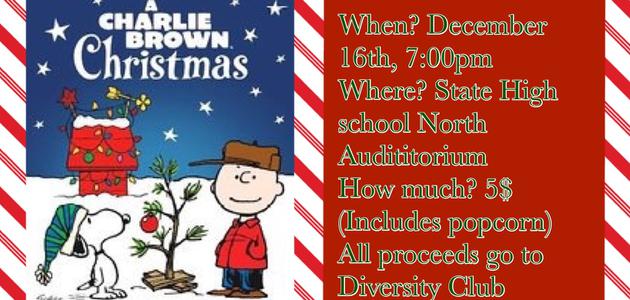 A
CHARLIE
BROWN
Christmas
When? December
16th, 7:00pm
Where? State High
school North
Audititorium
How much? 5$
(Includes popcorn)
All proceeds go to
Diversity Club